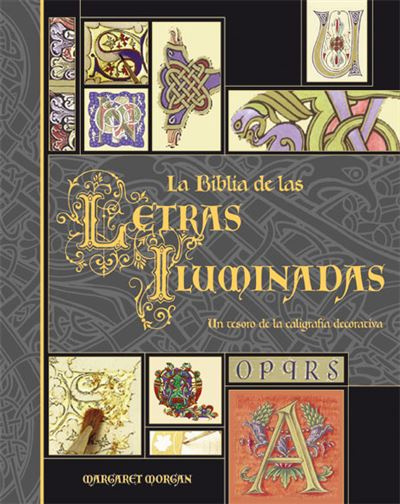 U
S
La Biblia de las
Letras
Iluminadas
Un tesoro de la caligrafía decorativa
OPQRS
A
Margaret Morgan